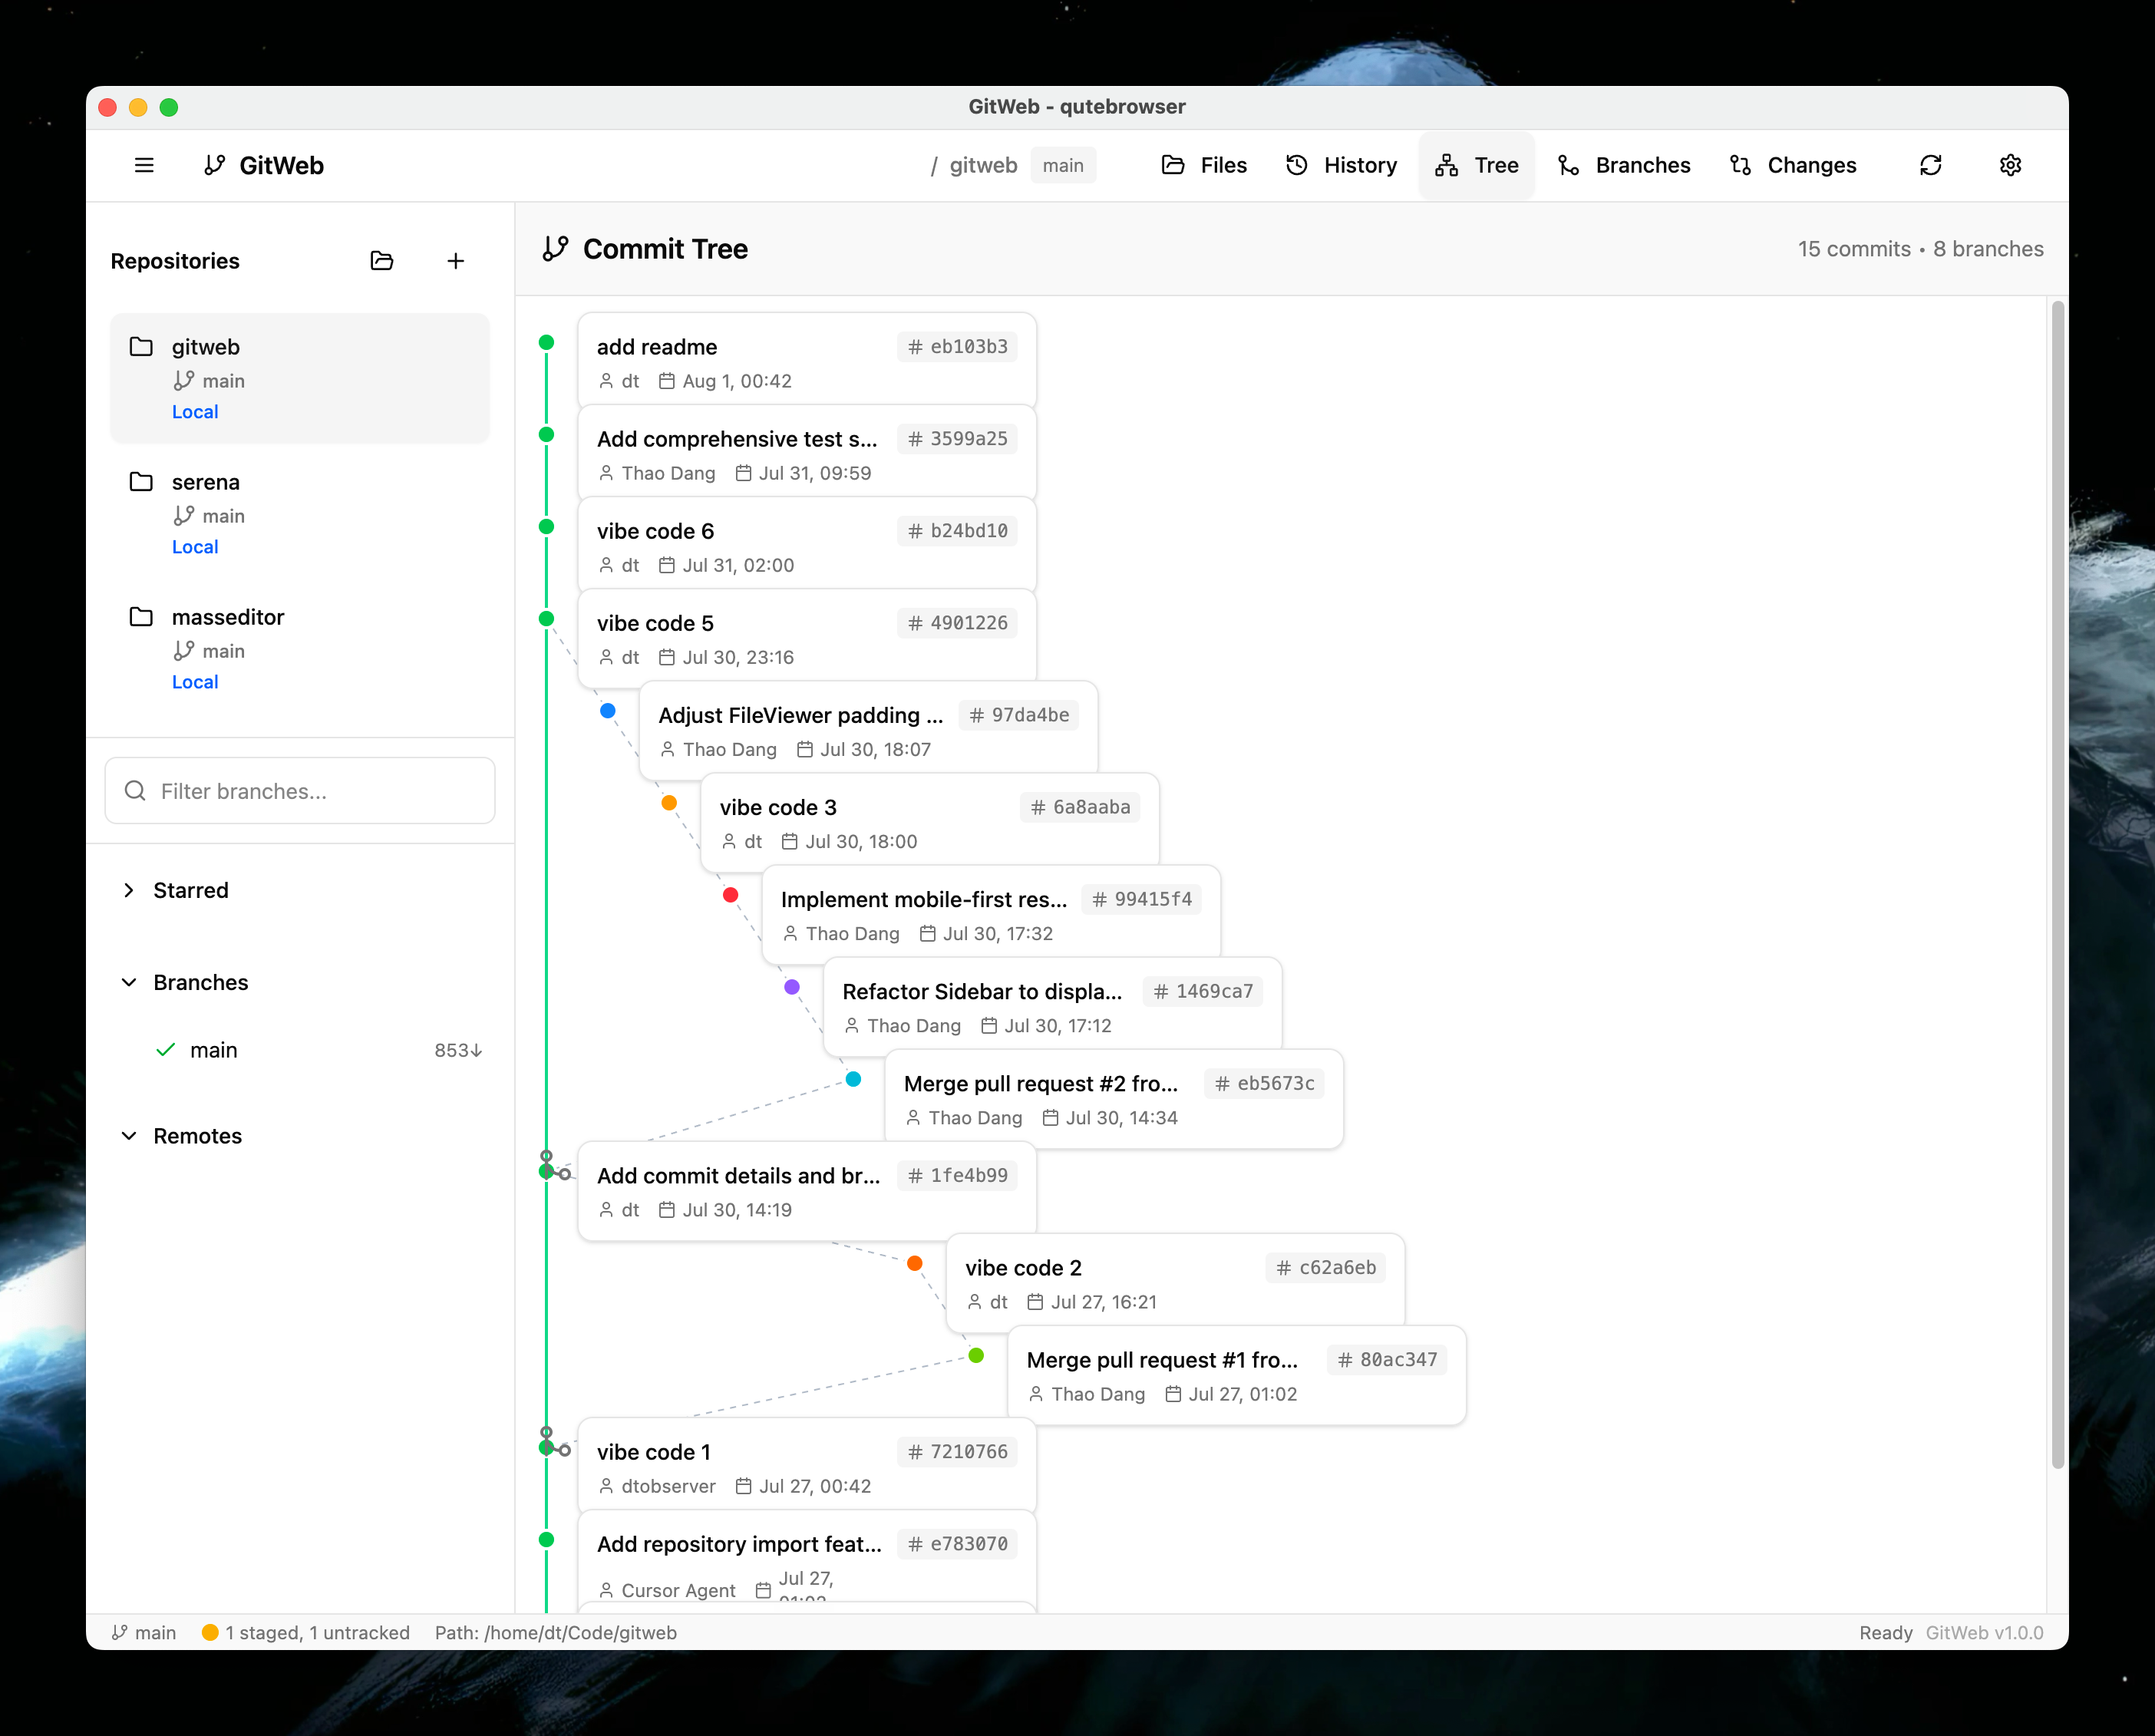 GitWeb - qutebrowser
GitWeb
/ gitweb main
Files
History
Tree
Branches
Changes
Repositories
gitweb
main
Local
serena
main
Local
masseditor
main
Local
Filter branches...
Starred
Branches
main 853↓
Remotes
Commit Tree
15 commits • 8 branches
add readme # eb103b3
dt Aug 1, 00:42
Add comprehensive test s... # 3599a25
Thao Dang Jul 31, 09:59
vibe code 6 # b24bd10
dt Jul 31, 02:00
vibe code 5 # 4901226
dt Jul 30, 23:16
Adjust FileViewer padding ... # 97da4be
Thao Dang Jul 30, 18:07
vibe code 3 # 6a8aaba
dt Jul 30, 18:00
Implement mobile-first res... # 99415f4
Thao Dang Jul 30, 17:32
Refactor Sidebar to displa... # 1469ca7
Thao Dang Jul 30, 17:12
Merge pull request #2 fro... # eb5673c
Thao Dang Jul 30, 14:34
Add commit details and br... # 1fe4b99
dt Jul 30, 14:19
vibe code 2 # c62a6eb
dt Jul 27, 16:21
Merge pull request #1 fro... # 80ac347
Thao Dang Jul 27, 01:02
vibe code 1 # 7210766
dtobserver Jul 27, 00:42
Add repository import feat... # e783070
Cursor Agent Jul 27,
main
1 staged, 1 untracked
Path: /home/dt/Code/gitweb
Ready GitWeb v1.0.0